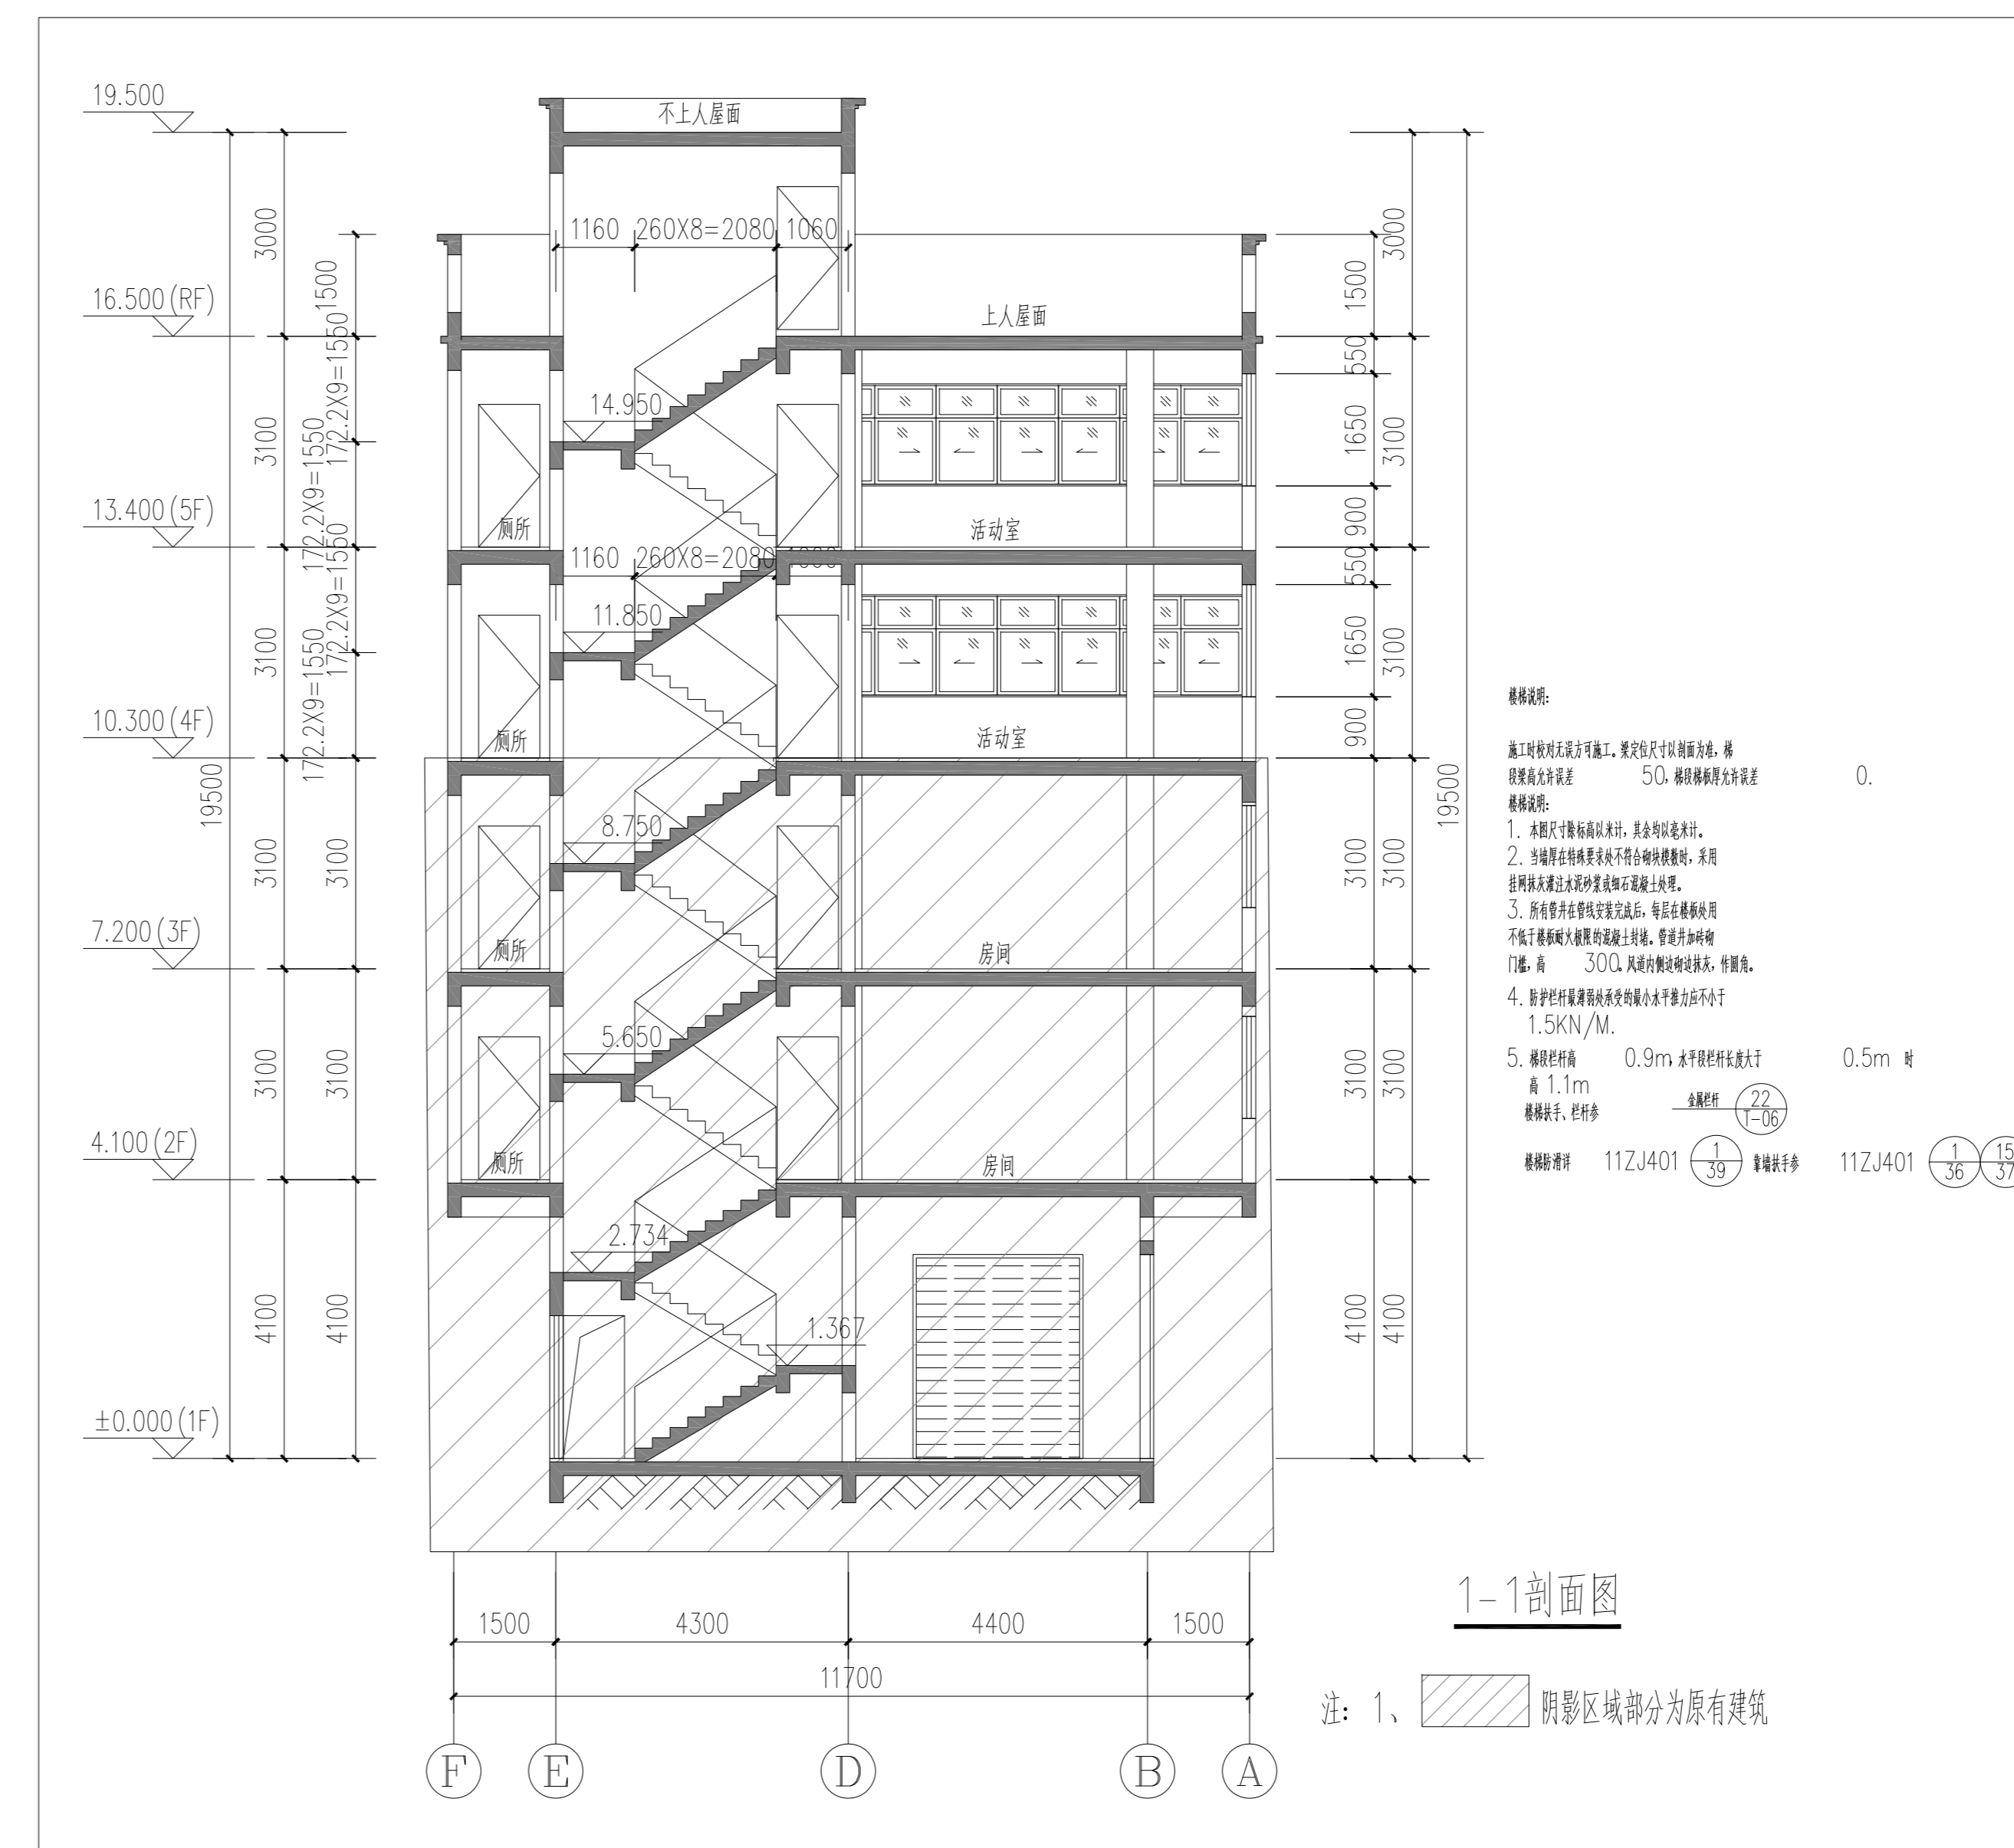 19.500
不上人屋面
1160 260X8=2080 1060
3000
3000
1500
1500
16.500(RF)
上人屋面
172.2X9=1550
550
14.950
3100
172.2X9=1550
1650
3100
13.400(5F)
厕所
活动室
900
1160 260X8=2080
550
172.2X9=1550
11.850
3100
172.2X9=1550
1650
3100
10.300(4F)
厕所
活动室
900
19500
19500
8.750
3100
3100
3100
3100
7.200(3F)
厕所
房间
5.650
3100
3100
3100
3100
4.100(2F)
厕所
房间
2.734
1.367
4100
4100
4100
4100
±0.000(1F)
1500
4300
4400
1500
11700
F
E
D
B
A
楼梯说明:
施工时校对无误方可施工。梁定位尺寸以剖面为准, 梯
段梁高允许误差 50, 梯段梯板厚允许误差 0.
楼梯说明:
1. 本图尺寸除标高以米计, 其余均以毫米计。
2. 当墙厚在特殊要求处不符合砌块模数时, 采用
挂网抹灰灌注水泥砂浆或细石混凝土处理。
3. 所有管井在管线安装完成后, 每层在楼板处用
不低于楼板耐火极限的混凝土封堵。管道井加砖砌
门槛, 高 300。风道内侧边砌边抹灰, 作圆角。
4. 防护栏杆最薄弱处承受的最小水平推力应不小于
1.5KN/M.
5. 梯段栏杆高 0.9m, 水平段栏杆长度大于 0.5m 时
高 1.1m
楼梯扶手、栏杆参 金属栏杆 22 T-06
楼梯防滑详 11ZJ401 1 39 靠墙扶手参 11ZJ401 1 36 15 37
1-1剖面图
注: 1、 阴影区域部分为原有建筑